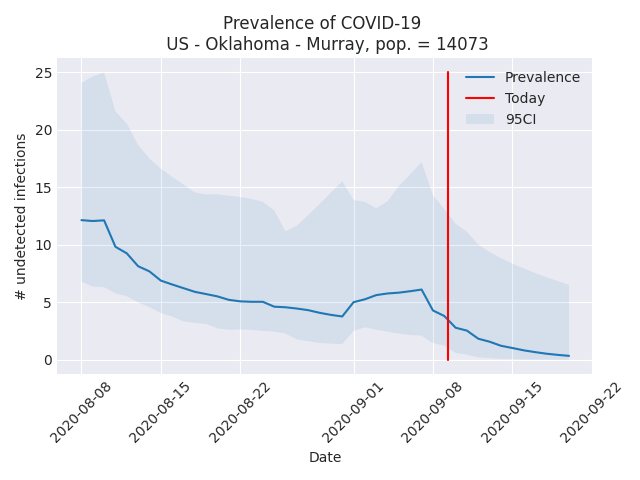 Prevalence of COVID-19
US - Oklahoma - Murray, pop. = 14073
25
20
15
10
5
0
# undetected infections
Prevalence
Today
95CI
2020-08-08
2020-08-15
2020-08-22
2020-09-01
2020-09-08
2020-09-15
2020-09-22
Date